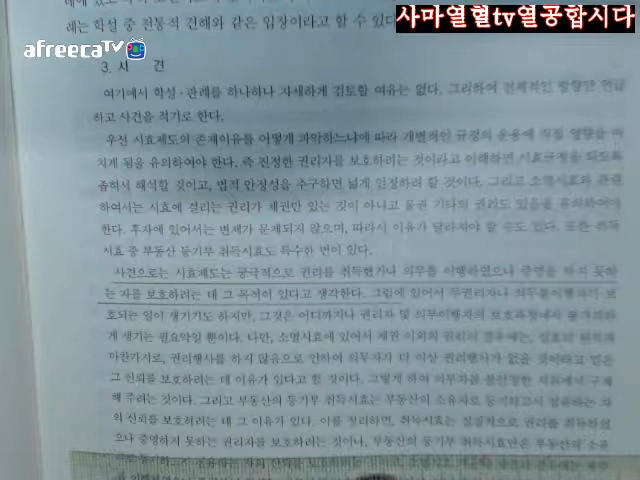 레는 학설 중 전통적 견해와 같은 입장이라고 할 수 있다
사마열혈tv열공합시다
afreecaTV
3. 사 견
여기에서 학설·판례를 하나하나 자세하게 검토할 여유는 없다. 그리하여 전체적인 방향만 언급
하고 사견을 적기로 한다.
우선 시효제도의 존재이유를 어떻게 파악하느냐에 따라 개별적인 규정의 운용에 직접 영향을 미
치게 됨을 유의하여야 한다. 즉 진정한 권리자를 보호하려는 것이라고 이해하면 시효규정을 되도록
좁혀서 해석할 것이고, 법적 안정성을 추구하면 넓게 인정하려 할 것이다. 그리고 소멸시효와 관련
하여서는 시효에 걸리는 권리가 채권만 있는 것이 아니고 물권 기타의 권리도 있음을 유의하여야
한다. 후자에 있어서는 변제가 문제되지 않으며, 따라서 이유가 달라져야 할 수도 있다. 또한 취득
시효 중 부동산 등기부 취득시효도 특수한 면이 있다.
사견으로는 시효제도는 궁극적으로 권리를 취득했거나 의무를 이행하였으나 증명을 하지 못하
는 자를 보호하려는 데 그 목적이 있다고 생각한다. 그럼에 있어서 무권리자나 의무불이행자가 보
호되는 일이 생기기도 하지만, 그것은 어디까지나 권리자 및 의무이행자의 보호과정에서 불가피하
게 생기는 필요악일 뿐이다. 다만, 소멸시효에 있어서 채권 이외의 권리의 경우에는,
마찬가지로, 권리행사를 하지 않음으로 인하여 의무자가 더 이상 권리행사가 없을 것이라고 믿은
그 신뢰를 보호하려는 데 이유가 있다고 할 것이다. 그렇게 하여 의무자를 불안정한 지위에서 구제
해 주려는 것이다. 그리고 부동산의 등기부 취득시효는 부동산의 소유자로 등기하고서 점유하는 자
의 신뢰를 보호하려는 데 그 이유가 있다. 이를 정리하면, 취득시효는 실질적으로 권리를 취득하였
으나 증명하지 못하는 권리자를 보호하려는 것이나, 부동산의 등기부 취득시효만은 부동산의 소유